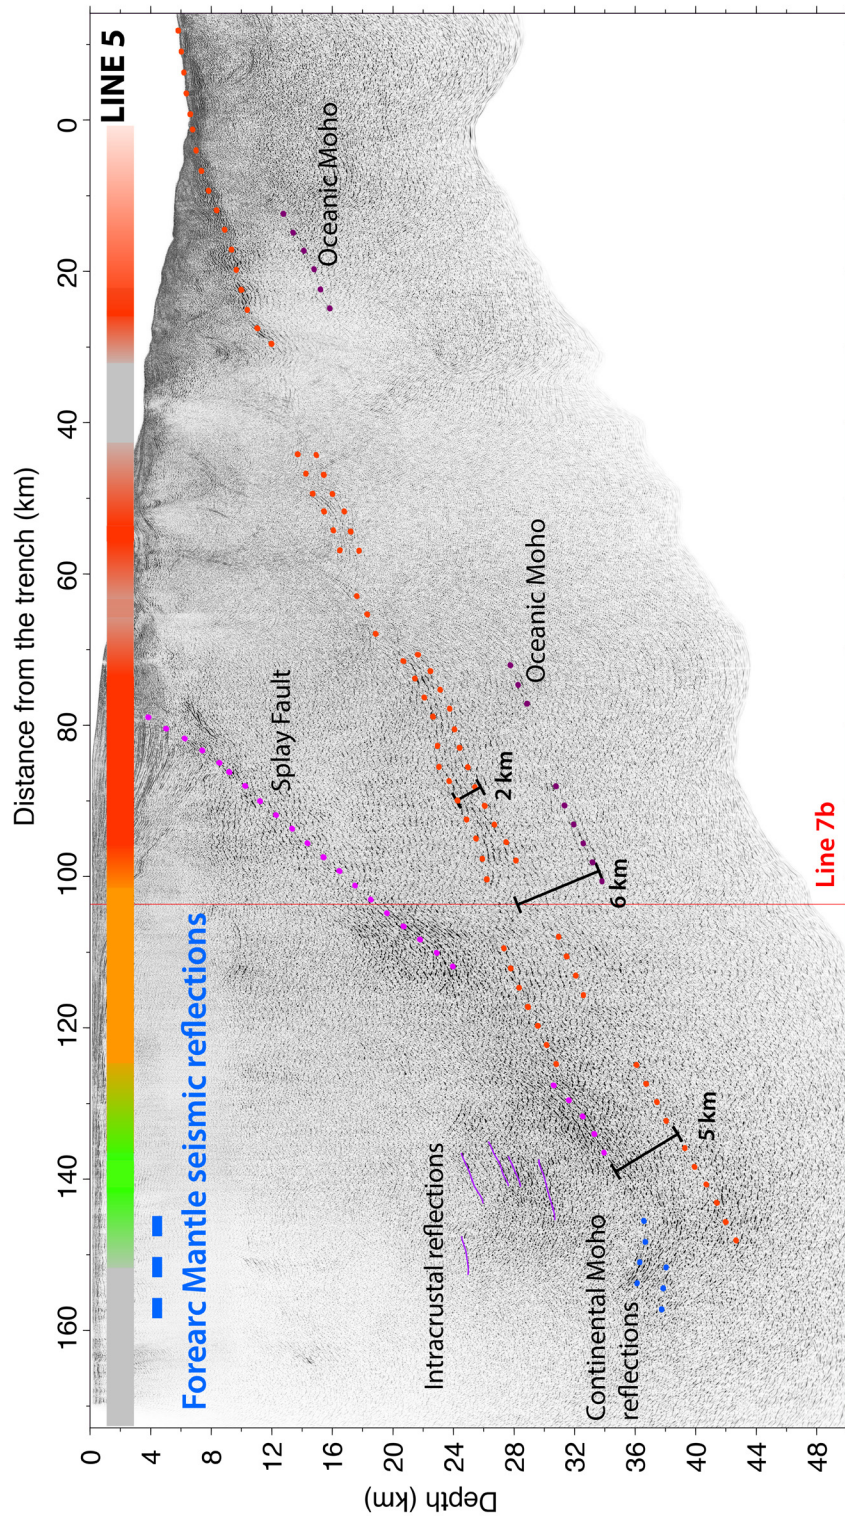 Distance from the trench (km)
160
140
120
100
80
60
40
20
0
LINE 5
Depth (km)
0
4
8
12
16
20
24
28
32
36
40
44
48
Forearc Mantle seismic reflections
Splay Fault
Oceanic Moho
Intracrustal reflections
2 km
Oceanic Moho
Continental Moho
reflections
6 km
5 km
Line 7b